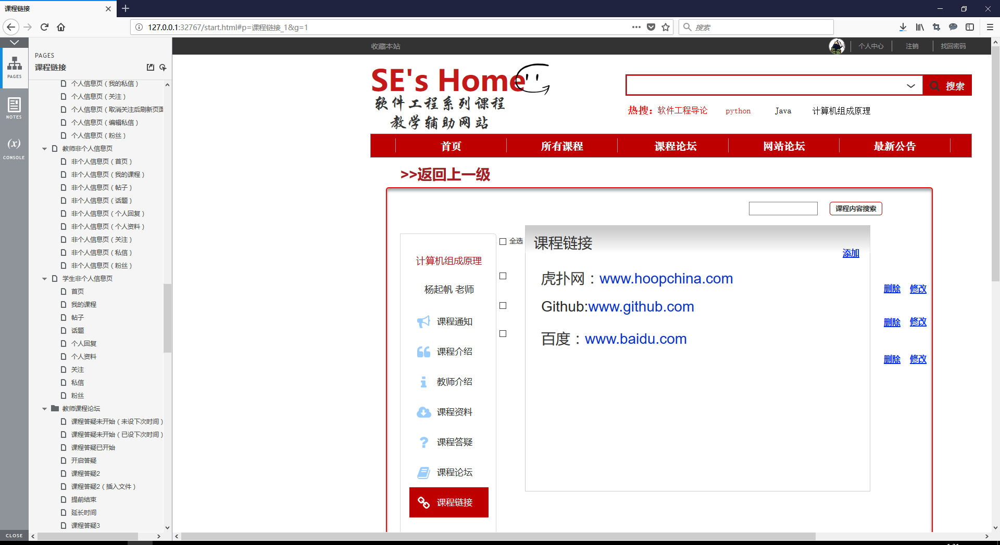 课程链接
127.0.0.1:32767/start.html#p=课程链接_1&g=1
搜索
PAGES
NOTES
(x)
CONSOLE
CLOSE
PAGES
课程链接
个人信息页（我的私信）
个人信息页（关注）
个人信息页（取消关注后刷新页面
个人信息页（编辑私信）
个人信息页（粉丝）
教师非个人信息页
非个人信息页（首页）
非个人信息页（我的课程）
非个人信息页（帖子）
非个人信息页（话题）
非个人信息页（个人回复）
非个人信息页（个人资料）
非个人信息页（关注）
非个人信息页（私信）
非个人信息页（粉丝）
学生非个人信息页
首页
我的课程
帖子
话题
个人回复
个人资料
关注
私信
粉丝
教师课程论坛
课程答疑未开始（未设下次时间）
课程答疑未开始（已设下次时间）
课程答疑已开始
开启答疑
课程答疑2
课程答疑2（插入文件）
提前结束
延长时间
课程答疑3
收藏本站
个人中心
注销
找回密码
SE's Home
软件工程系列课程
教学辅助网站
搜索
热搜：软件工程导论 python Java 计算机组成原理
首页 所有课程 课程论坛 网站论坛 最新公告
>>返回上一级
课程内容搜索
计算机组成原理
杨起帆 老师
课程通知
课程介绍
教师介绍
课程资料
课程答疑
课程论坛
课程链接
全选
课程链接
添加
虎扑网：www.hoopchina.com
删除 修改
Github:www.github.com
删除 修改
百度：www.baidu.com
删除 修改